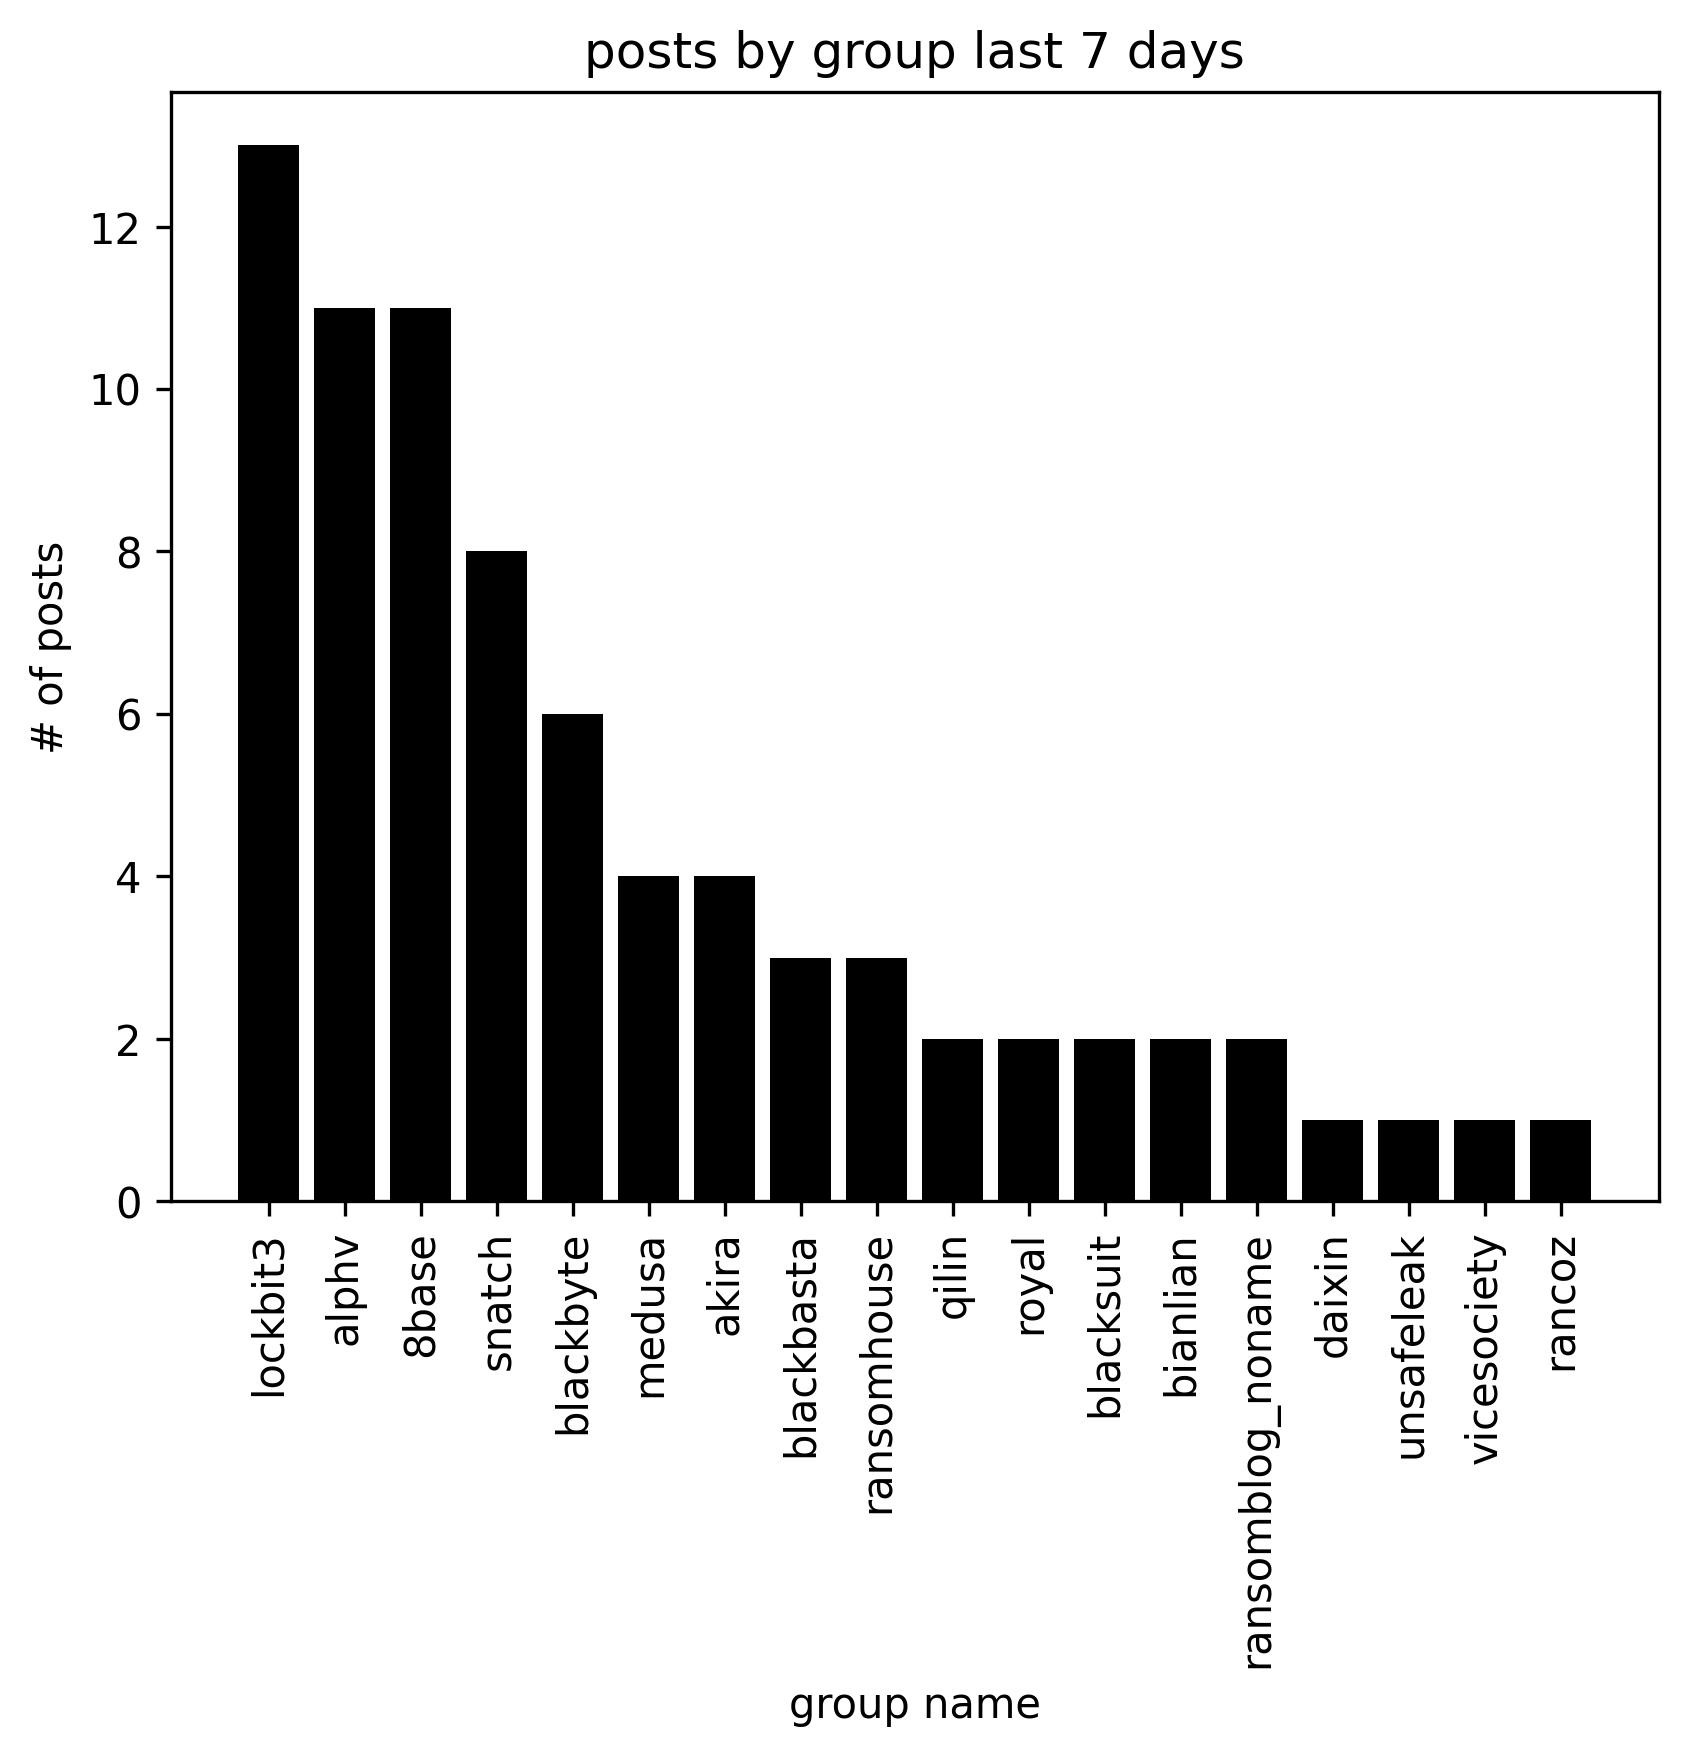 posts by group last 7 days
# of posts
12
10
8
6
4
2
0
lockbit3
alphv
8base
snatch
blackbyte
medusa
akira
blackbasta
ransomhouse
qilin
royal
blacksuit
bianlian
ransomblog_noname
daixin
unsafeleak
vicesociety
rancoz
group name